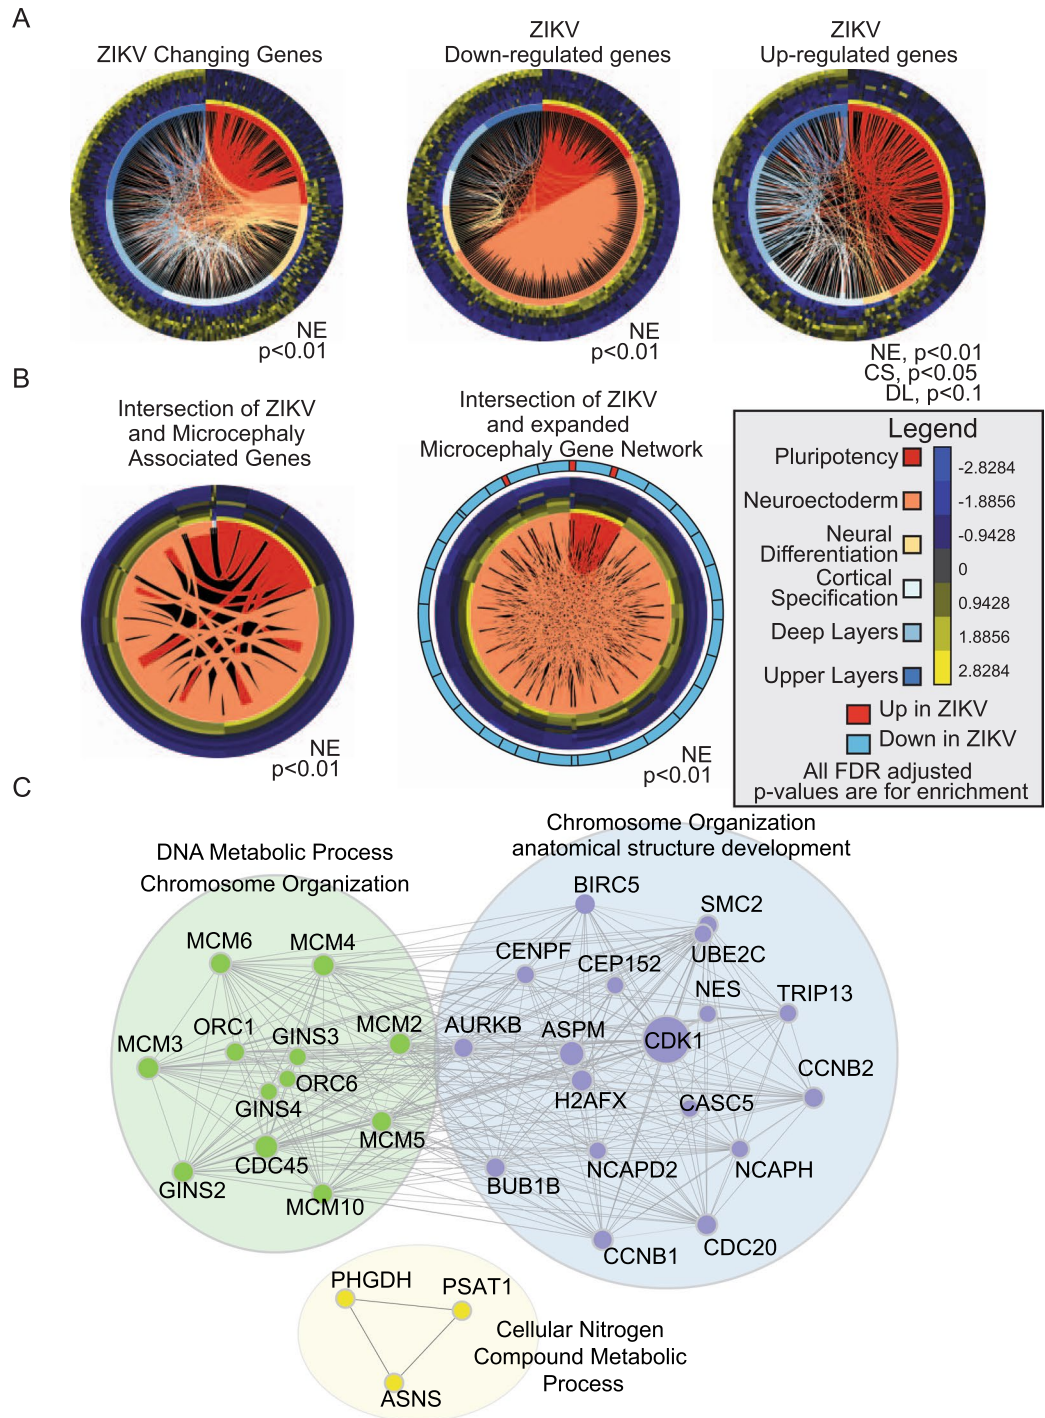 A
ZIKV Changing Genes
ZIKV
Down-regulated genes
ZIKV
Up-regulated genes
NE
p<0.01
NE
p<0.01
NE, p<0.01
CS, p<0.05
DL, p<0.1
B
Intersection of ZIKV
and Microcephaly
Associated Genes
NE
p<0.01
Intersection of ZIKV
and expanded
Microcephaly Gene Network
NE
p<0.01
Legend
Pluripotency
Neuroectoderm
Neural
Differentiation
Cortical
Specification
Deep Layers
Upper Layers
-2.8284
-1.8856
-0.9428
0
0.9428
1.8856
2.8284
Up in ZIKV
Down in ZIKV
All FDR adjusted
p-values are for enrichment
C
DNA Metabolic Process
Chromosome Organization
MCM6
MCM4
ORC1
GINS3
MCM2
MCM3
ORC6
GINS4
MCM5
CDC45
GINS2
MCM10
Chromosome Organization
anatomical structure development
BIRC5
SMC2
CENPF
CEP152
UBE2C
NES
TRIP13
AURKB
ASPM
CDK1
CCNB2
H2AFX
CASC5
NCAPD2
NCAPH
BUB1B
CCNB1
CDC20
PHGDH
PSAT1
ASNS
Cellular Nitrogen
Compound Metabolic
Process